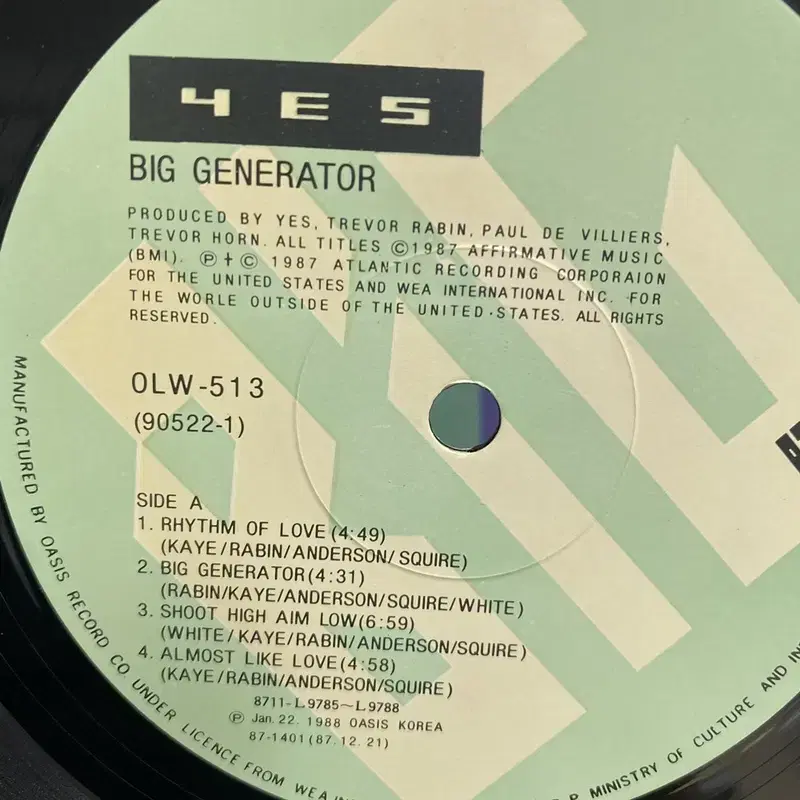 YES
BIG GENERATOR
PRODUCED BY YES, TREVOR RABIN, PAUL DE VILLIERS,
TREVOR HORN. ALL TITLES ©1987 AFFIRMATIVE MUSIC
(BMI). ℗ + © 1987 ATLANTIC RECORDING CORPORAION
FOR THE UNITED STATES AND WEA INTERNATIONAL INC. FOR
THE WORLE OUTSIDE OF THE UNITED·STATES. ALL RIGHTS
RESERVED.
OLW-513
(90522-1)
SIDE A
1. RHYTHM OF LOVE(4:49)
(KAYE/RABIN/ANDERSON/SQUIRE)
2. BIG GENERATOR(4:31)
(RABIN/KAYE/ANDERSON/SQUIRE/WHITE)
3. SHOOT HIGH AIM LOW(6:59)
(WHITE/KAYE/RABIN/ANDERSON/SQUIRE)
4. ALMOST LIKE LOVE(4:58)
(KAYE/RABIN/ANDERSON/SQUIRE)
8711-L.9785~L.9788
℗ Jan. 22. 1988 OASIS KOREA
87-1401(87.12.21)
MANUFACTURED BY OASIS RECORD CO UNDER LICENCE FROM WEA
MINISTRY OF CULTURE AND